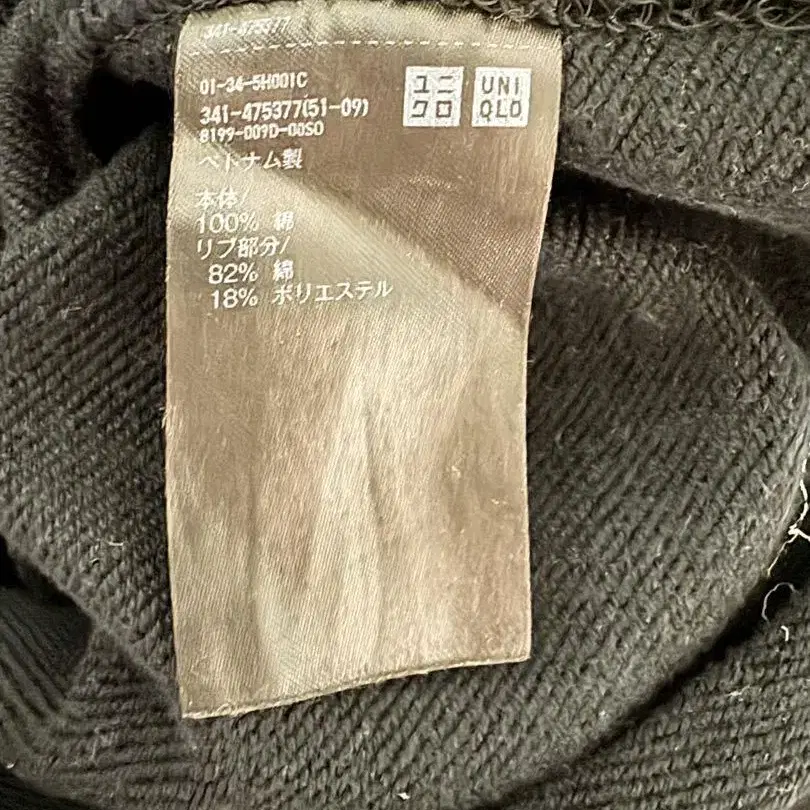 341-475377
01-34-5H001C
341-475377(51-09)
8199-009D-00SO
ベトナム製
本体/
100% 綿
リブ部分/
82% 綿
18% ポリエステル
ユニ
クロ
UNI
QLO